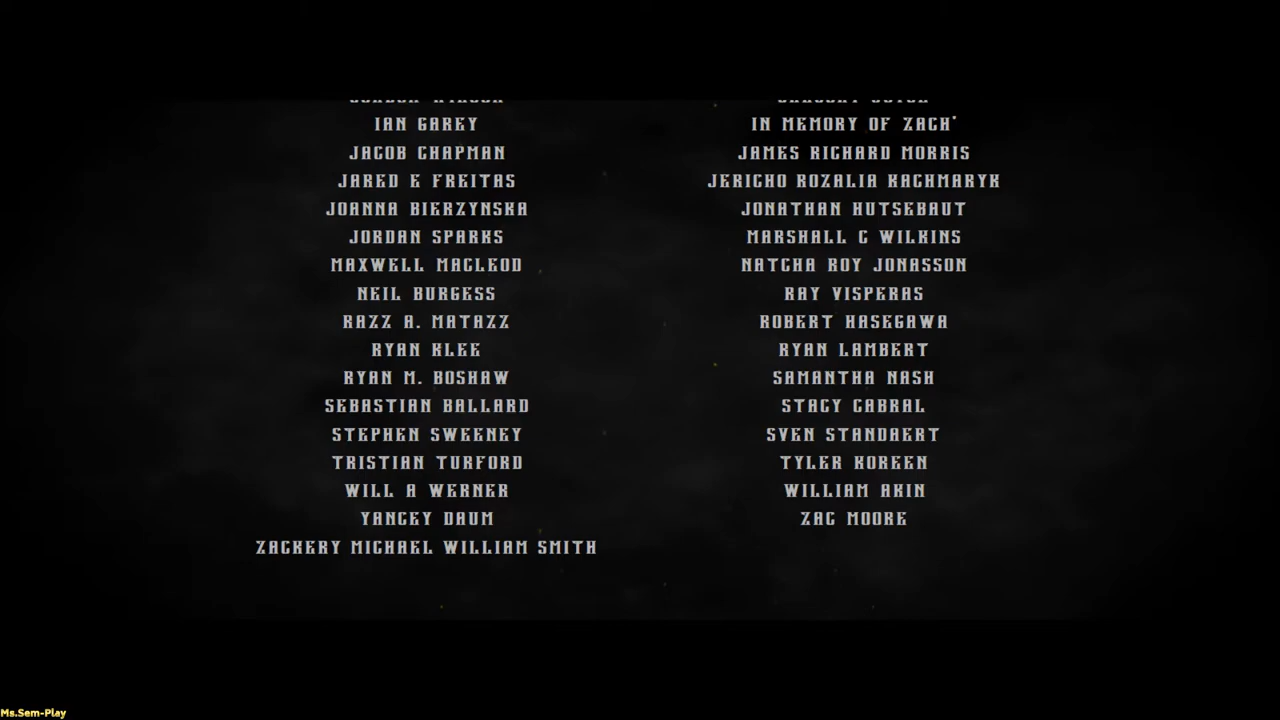 IAN GAREY
JACOB CHAPMAN
JARED E FREITAS
JOANNA BIERZYNSKA
JORDAN SPARKS
MAXWELL MACLEOD
NEIL BURGESS
RAZZ A. MATAZZ
RYAN KLEE
RYAN M. BOSHAW
SEBASTIAN BALLARD
STEPHEN SWEENEY
TRISTIAN TURFORD
WILL A WERNER
YANCEY DAUM
ZACKERY MICHAEL WILLIAM SMITH
IN MEMORY OF ZACH*
JAMES RICHARD MORRIS
JERICHO ROZALIA KACHMARYK
JONATHAN HUTSEBAUT
MARSHALL C WILKINS
NATCHA ROY JONASSON
RAY VISPERAS
ROBERT HASEGAWA
RYAN LAMBERT
SAMANTHA NASH
STACY CABRAL
SVEN STANDAERT
TYLER KOREEN
WILLIAM AKIN
ZAC MOORE
Ms.Sem-Play